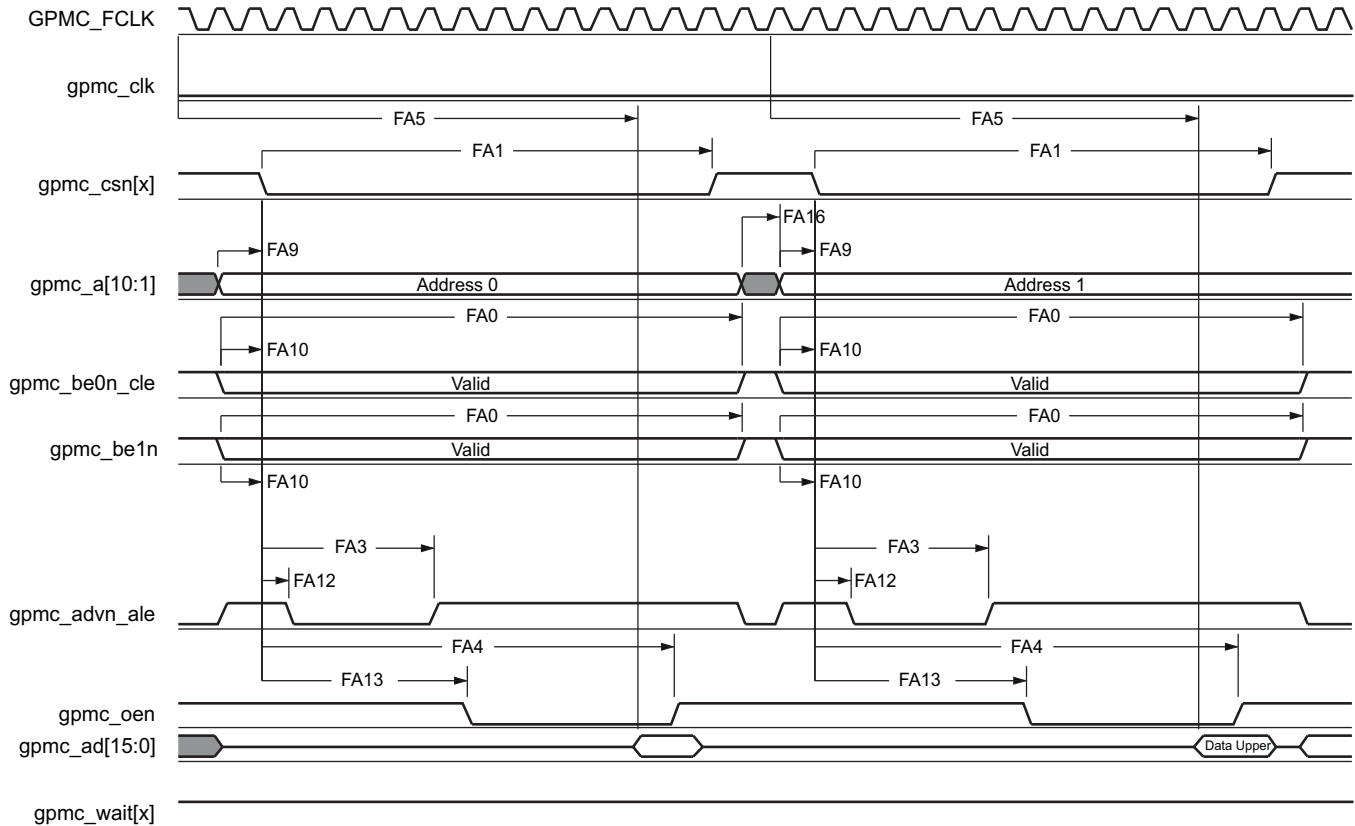 GPMC_FCLK
gpmc_clk
FA5 FA5
FA1 FA1
gpmc_csn[x]
FA16
FA9 FA9
gpmc_a[10:1] Address 0 Address 1
FA0 FA0
FA10 FA10
gpmc_be0n_cle Valid Valid
FA0 FA0
gpmc_be1n Valid Valid
FA10 FA10
FA3 FA3
FA12 FA12
gpmc_advn_ale
FA4 FA4
FA13 FA13
gpmc_oen
gpmc_ad[15:0] Data Upper
gpmc_wait[x]